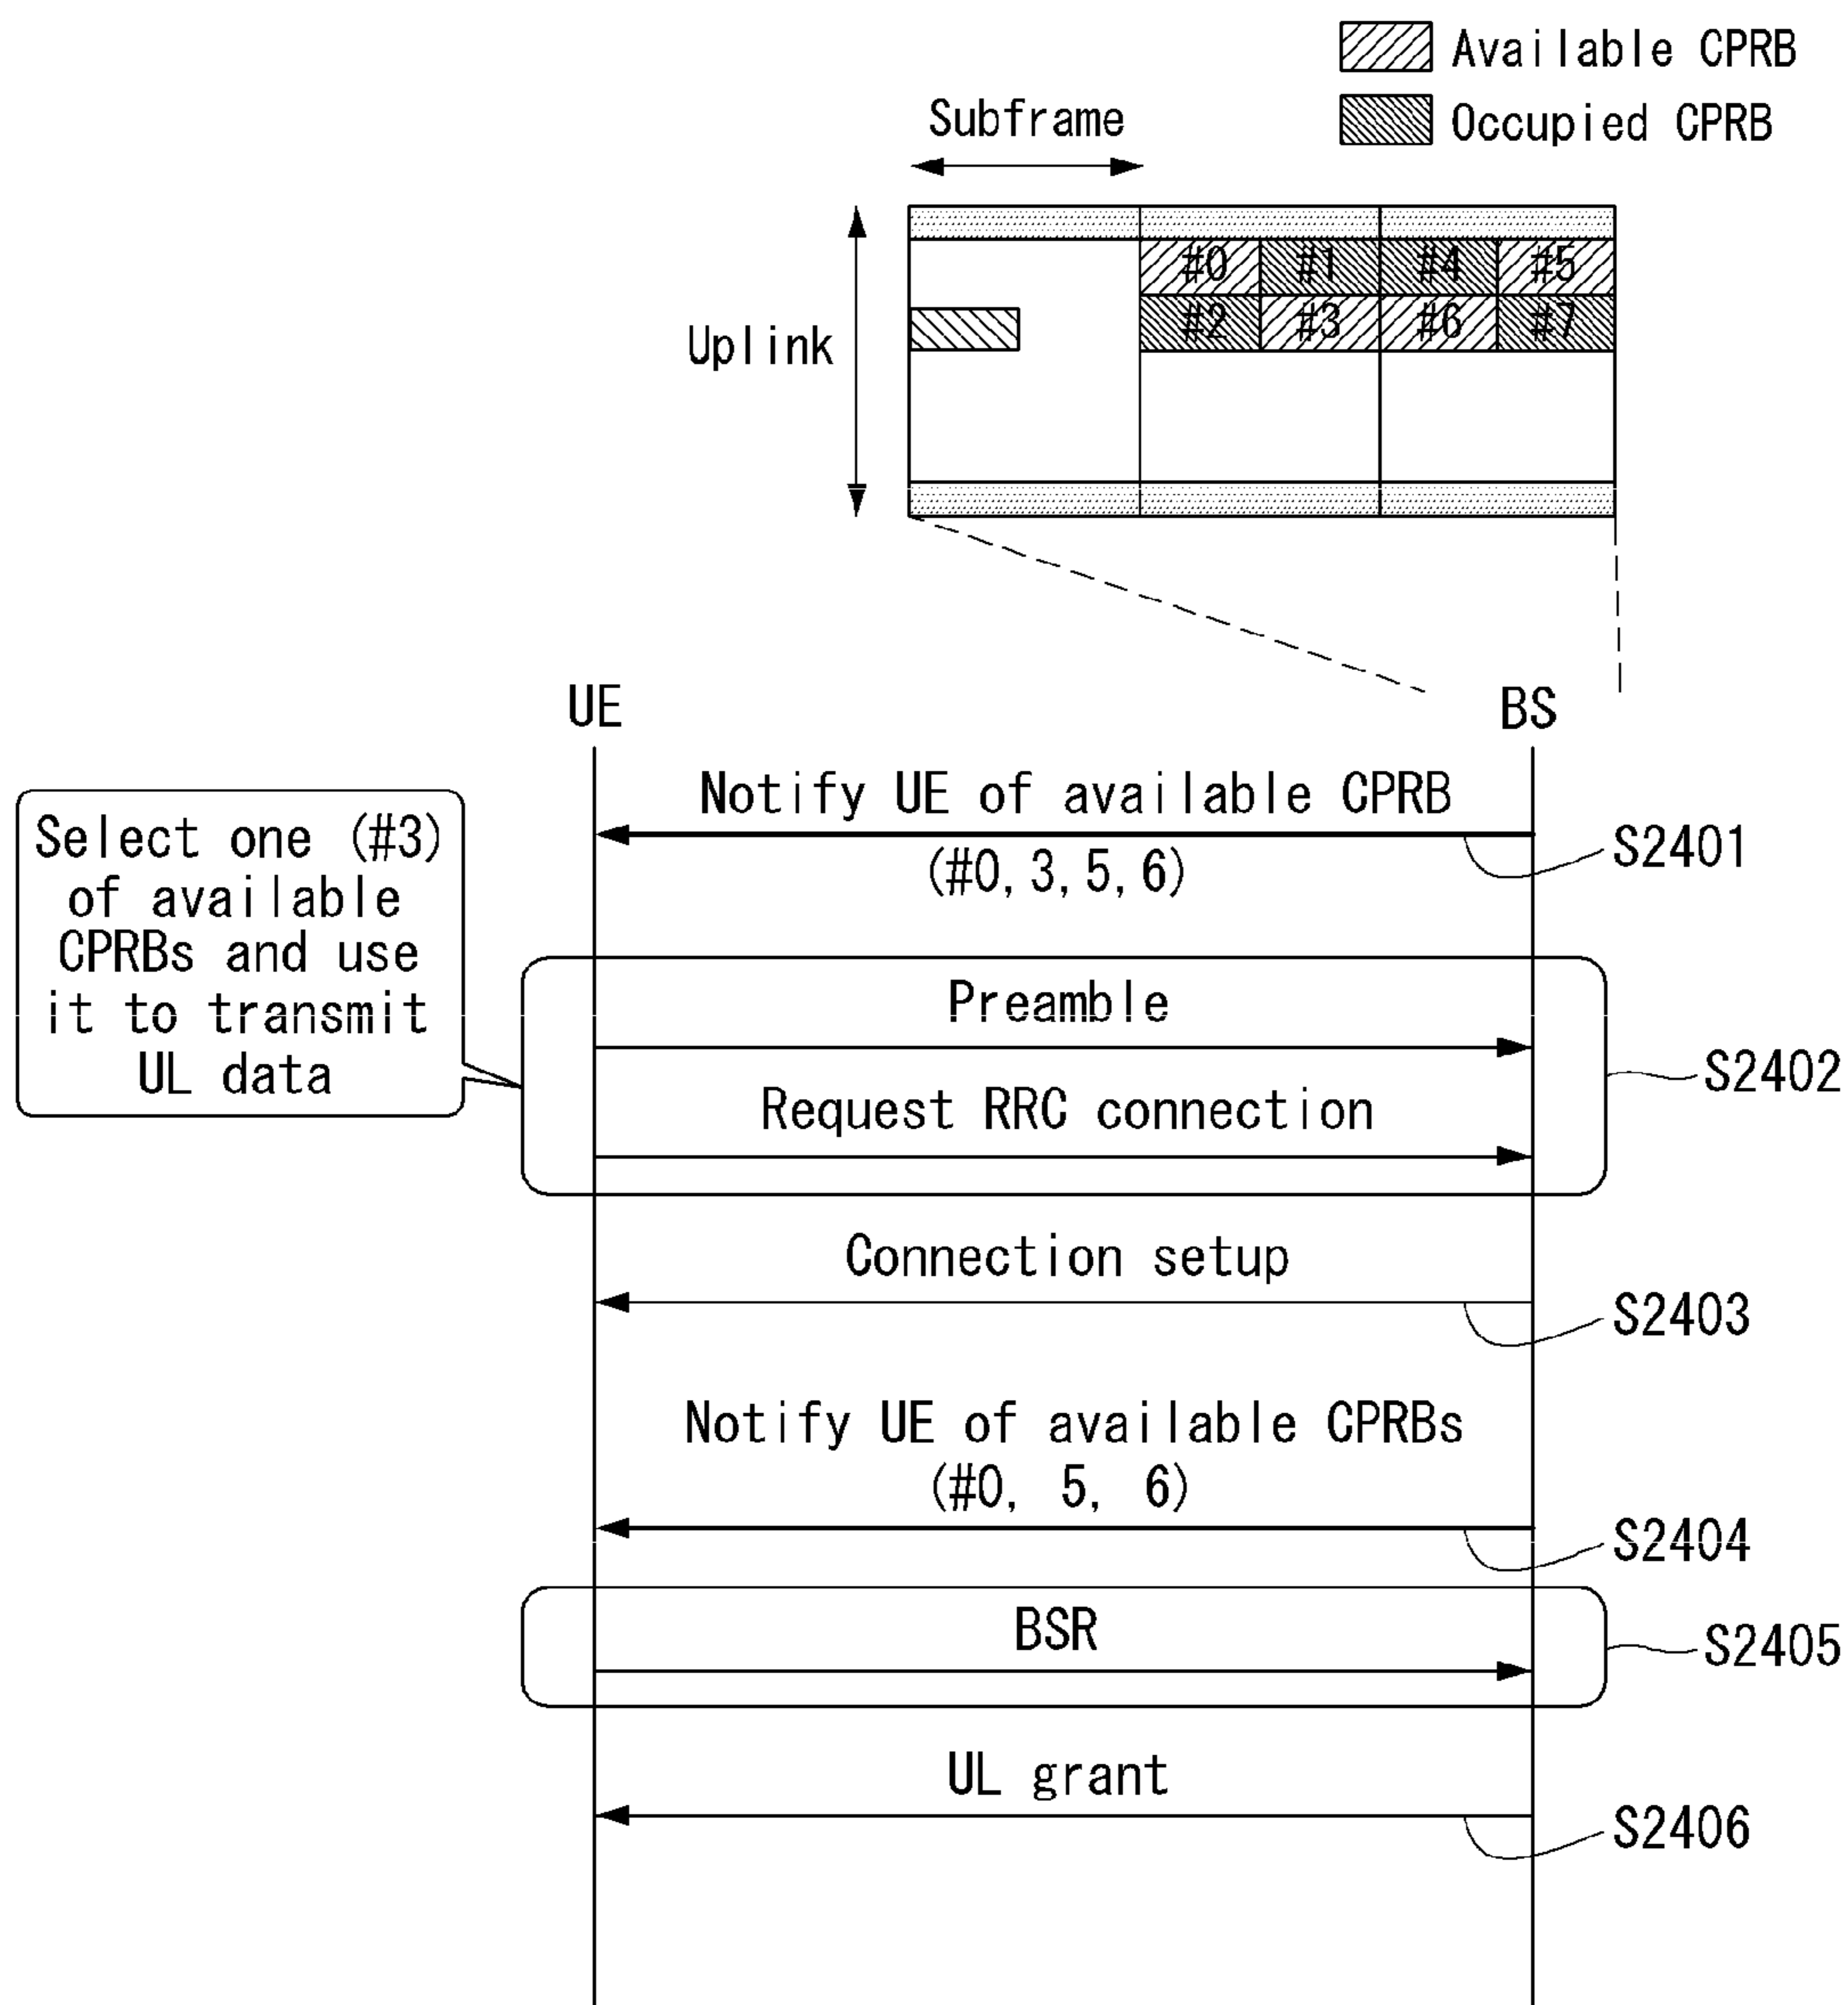 Available CPRB
Occupied CPRB
Subframe
Uplink
#0
#1
#4
#5
#2
#3
#6
#7
UE
BS
Notify UE of available CPRB
(#0, 3, 5, 6)
S2401
Select one (#3)
of available
CPRBs and use
it to transmit
UL data
Preamble
Request RRC connection
S2402
Connection setup
S2403
Notify UE of available CPRBs
(#0, 5, 6)
S2404
BSR
S2405
UL grant
S2406